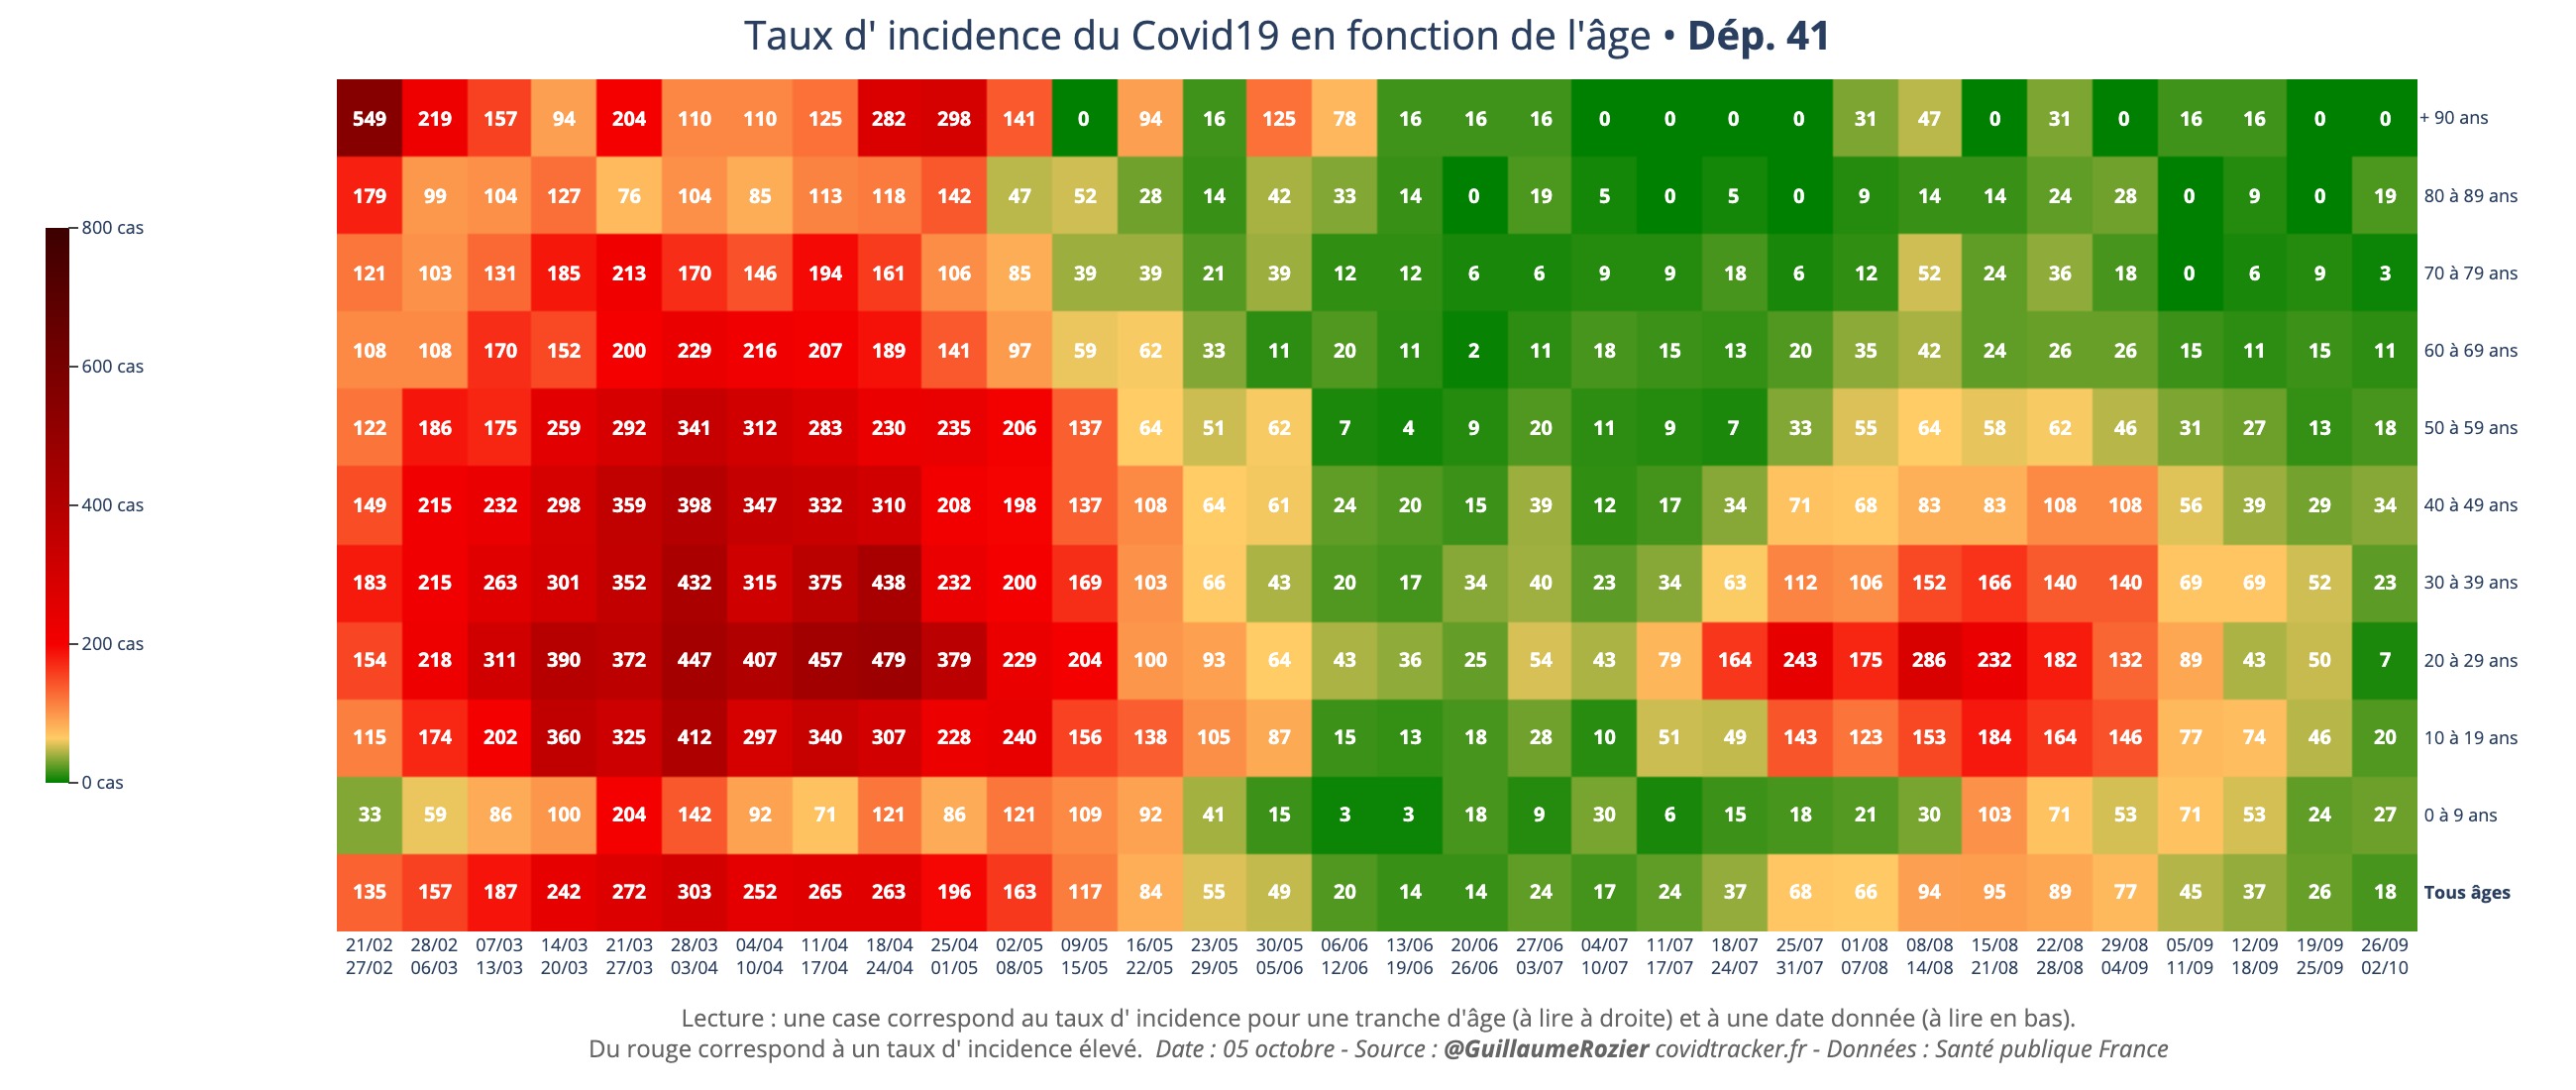 Taux d' incidence du Covid19 en fonction de l'âge • Dép. 41
800 cas
600 cas
400 cas
200 cas
0 cas
549 219 157 94 204 110 110 125 282 298 141 0 94 16 125 78 16 16 16 0 0 0 0 31 47 0 31 0 16 16 0 0 + 90 ans
179 99 104 127 76 104 85 113 118 142 47 52 28 14 42 33 14 0 19 5 0 5 0 9 14 14 24 28 0 9 0 19 80 à 89 ans
121 103 131 185 213 170 146 194 161 106 85 39 39 21 39 12 12 6 6 9 9 18 6 12 52 24 36 18 0 6 9 3 70 à 79 ans
108 108 170 152 200 229 216 207 189 141 97 59 62 33 11 20 11 2 11 18 15 13 20 35 42 24 26 26 15 11 15 11 60 à 69 ans
122 186 175 259 292 341 312 283 230 235 206 137 64 51 62 7 4 9 20 11 9 7 33 55 64 58 62 46 31 27 13 18 50 à 59 ans
149 215 232 298 359 398 347 332 310 208 198 137 108 64 61 24 20 15 39 12 17 34 71 68 83 83 108 108 56 39 29 34 40 à 49 ans
183 215 263 301 352 432 315 375 438 232 200 169 103 66 43 20 17 34 40 23 34 63 112 106 152 166 140 140 69 69 52 23 30 à 39 ans
154 218 311 390 372 447 407 457 479 379 229 204 100 93 64 43 36 25 54 43 79 164 243 175 286 232 182 132 89 43 50 7 20 à 29 ans
115 174 202 360 325 412 297 340 307 228 240 156 138 105 87 15 13 18 28 10 51 49 143 123 153 184 164 146 77 74 46 20 10 à 19 ans
33 59 86 100 204 142 92 71 121 86 121 109 92 41 15 3 3 18 9 30 6 15 18 21 30 103 71 53 71 53 24 27 0 à 9 ans
135 157 187 242 272 303 252 265 263 196 163 117 84 55 49 20 14 14 24 17 24 37 68 66 94 95 89 77 45 37 26 18 Tous âges
21/02 28/02 07/03 14/03 21/03 28/03 04/04 11/04 18/04 25/04 02/05 09/05 16/05 23/05 30/05 06/06 13/06 20/06 27/06 04/07 11/07 18/07 25/07 01/08 08/08 15/08 22/08 29/08 05/09 12/09 19/09 26/09
27/02 06/03 13/03 20/03 27/03 03/04 10/04 17/04 24/04 01/05 08/05 15/05 22/05 29/05 05/06 12/06 19/06 26/06 03/07 10/07 17/07 24/07 31/07 07/08 14/08 21/08 28/08 04/09 11/09 18/09 25/09 02/10
Lecture : une case correspond au taux d' incidence pour une tranche d'âge (à lire à droite) et à une date donnée (à lire en bas).
Du rouge correspond à un taux d' incidence élevé. Date : 05 octobre - Source : @GuillaumeRozier covidtracker.fr - Données : Santé publique France